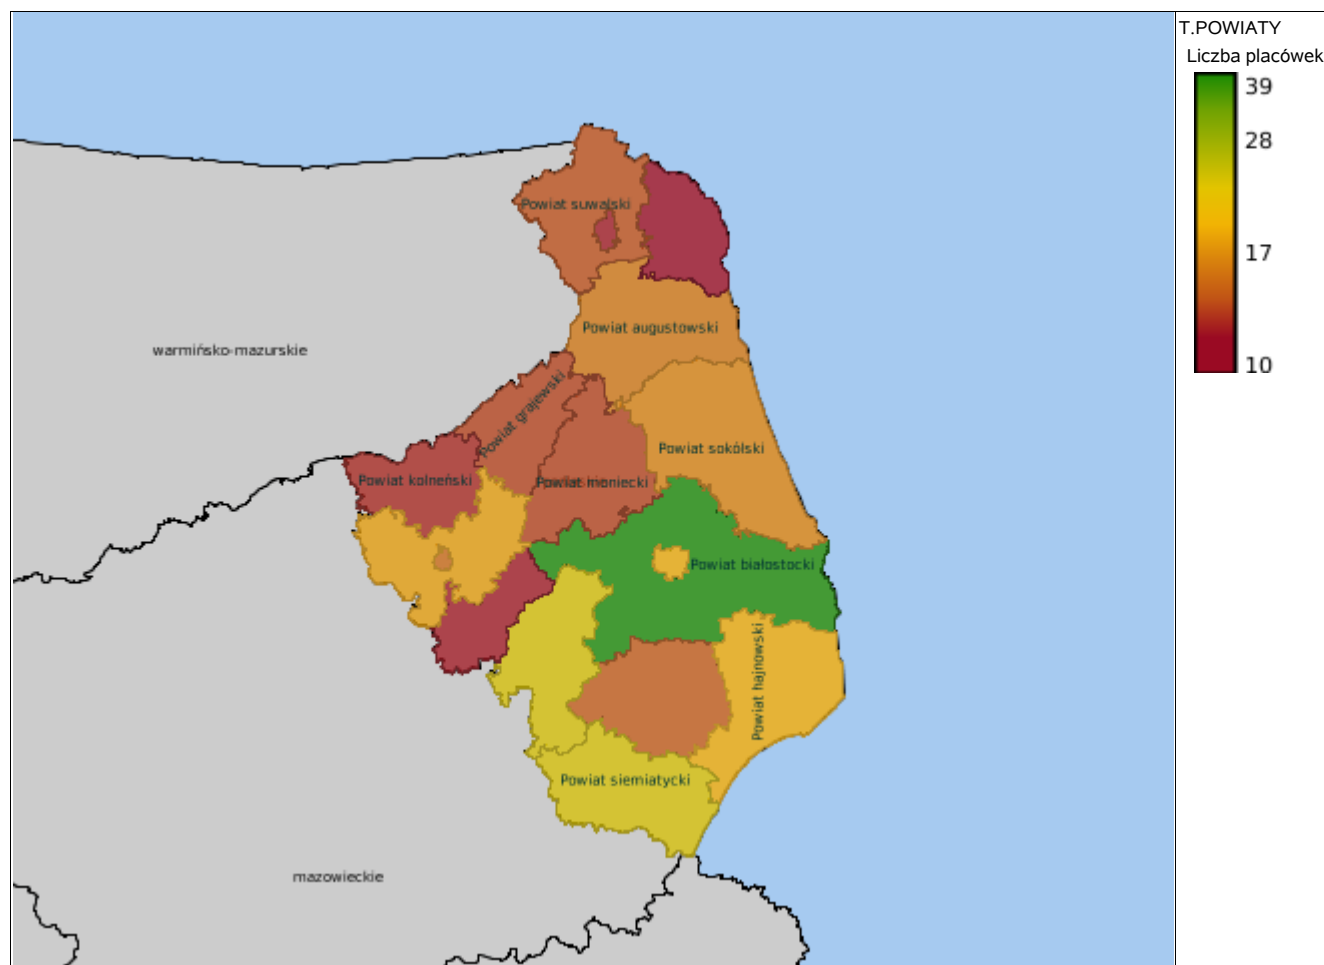 T.POWIATY
Liczba placówek
39
28
17
10
Powiat suwalski
Powiat augustowski
warmińsko-mazurskie
Powiat grajewski
Powiat sokólski
Powiat kolneński
Powiat moniecki
Powiat białostocki
Powiat hajnowski
Powiat siemiatycki
mazowieckie